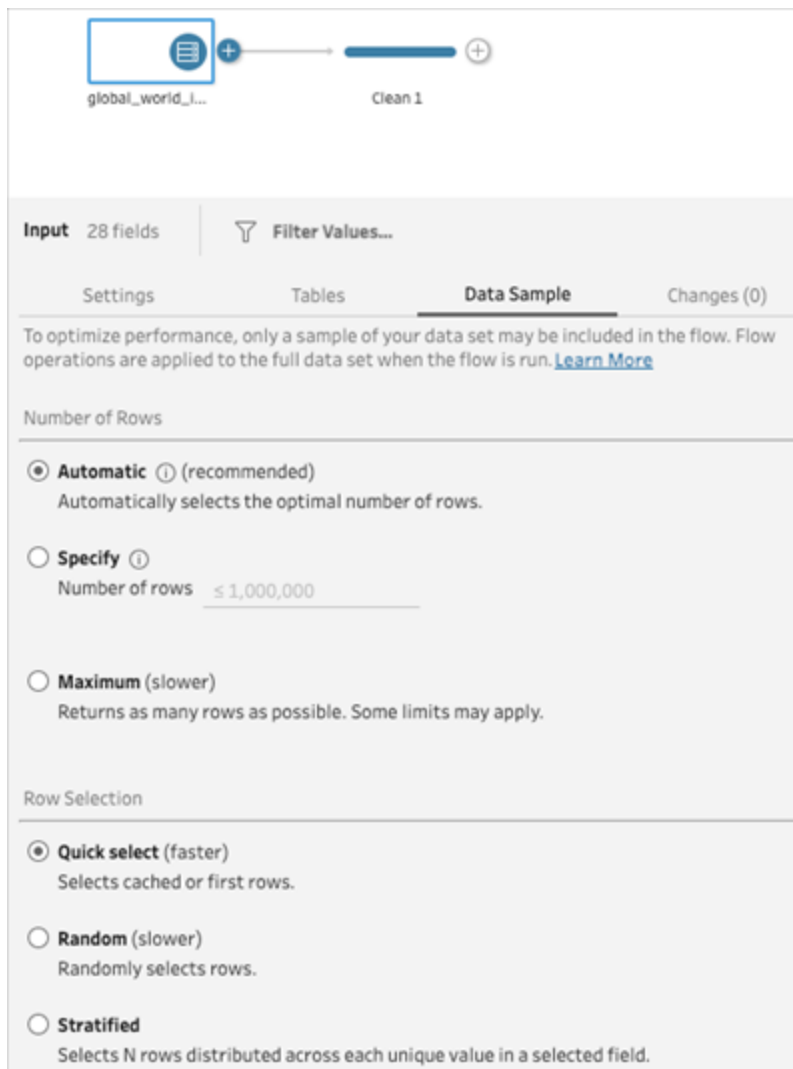 global_world_i...
Clean 1
Input 28 fields Filter Values...
Settings Tables Data Sample Changes (0)
To optimize performance, only a sample of your data set may be included in the flow. Flow
operations are applied to the full data set when the flow is run. Learn More
Number of Rows
Automatic (recommended)
Automatically selects the optimal number of rows.
Specify
Number of rows ≤ 1,000,000
Maximum (slower)
Returns as many rows as possible. Some limits may apply.
Row Selection
Quick select (faster)
Selects cached or first rows.
Random (slower)
Randomly selects rows.
Stratified
Selects N rows distributed across each unique value in a selected field.